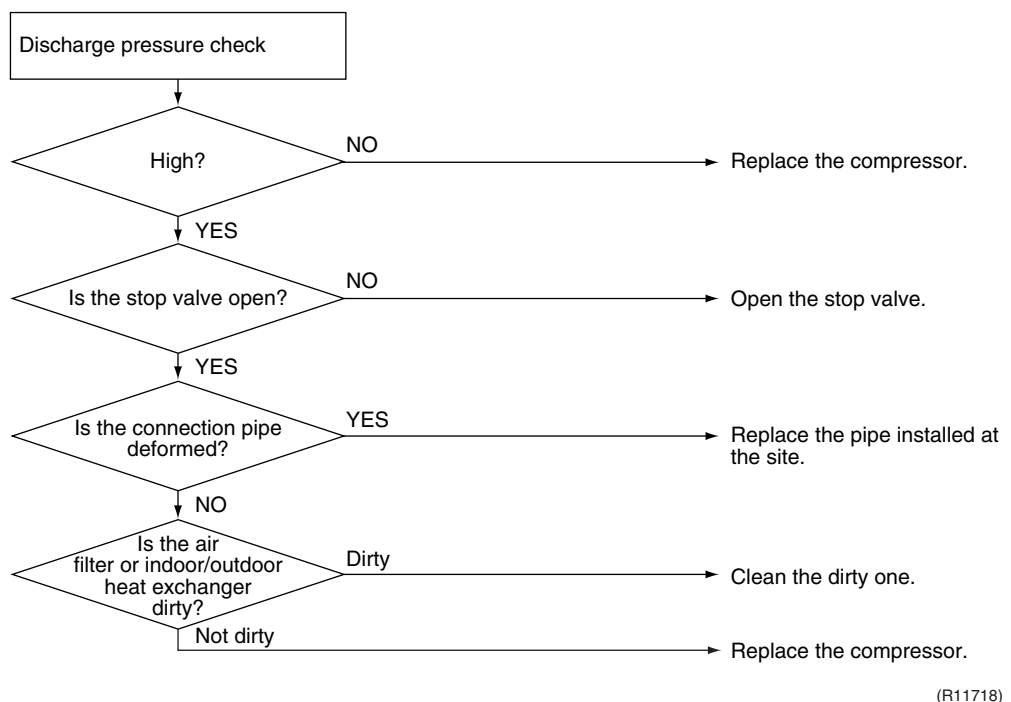 Discharge pressure check
High?
NO
Replace the compressor.
YES
Is the stop valve open?
NO
Open the stop valve.
YES
Is the connection pipe
deformed?
YES
Replace the pipe installed at
the site.
NO
Is the air
filter or indoor/outdoor
heat exchanger
dirty?
Dirty
Clean the dirty one.
Not dirty
Replace the compressor.
(R11718)